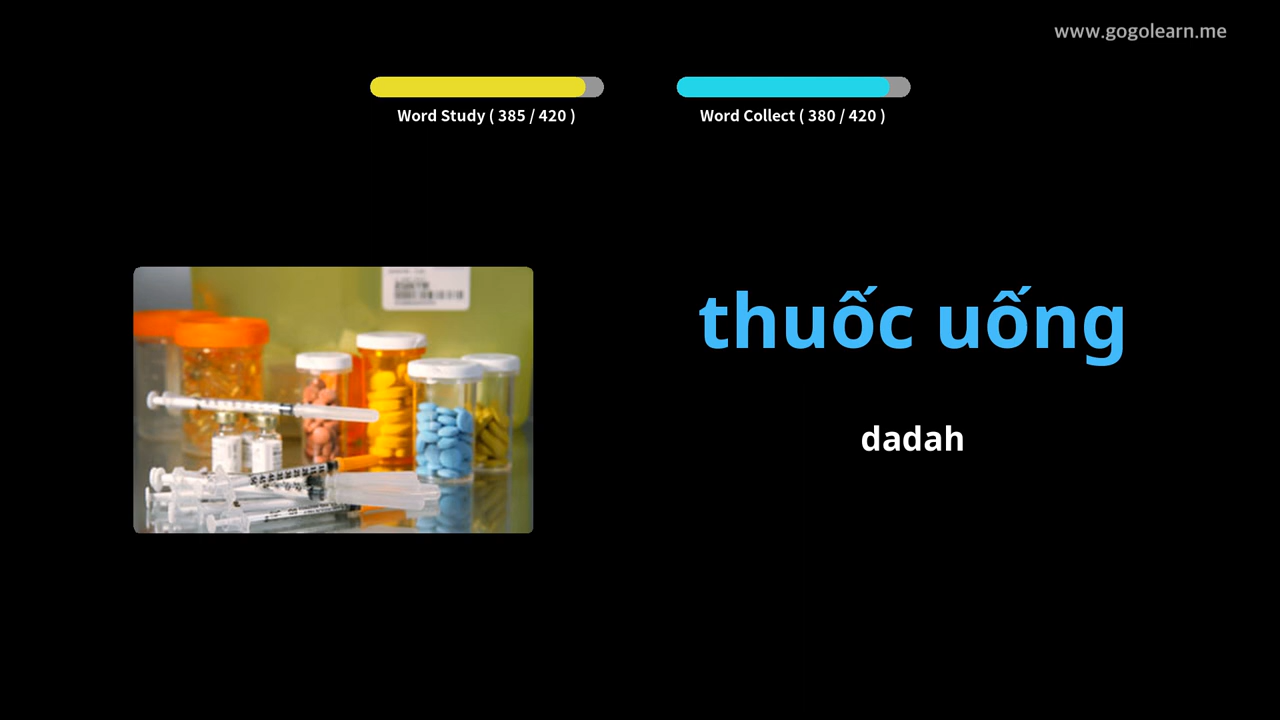 www.gogolearn.me
Word Study ( 385 / 420 )
Word Collect ( 380 / 420 )
thuốc uống
dadah